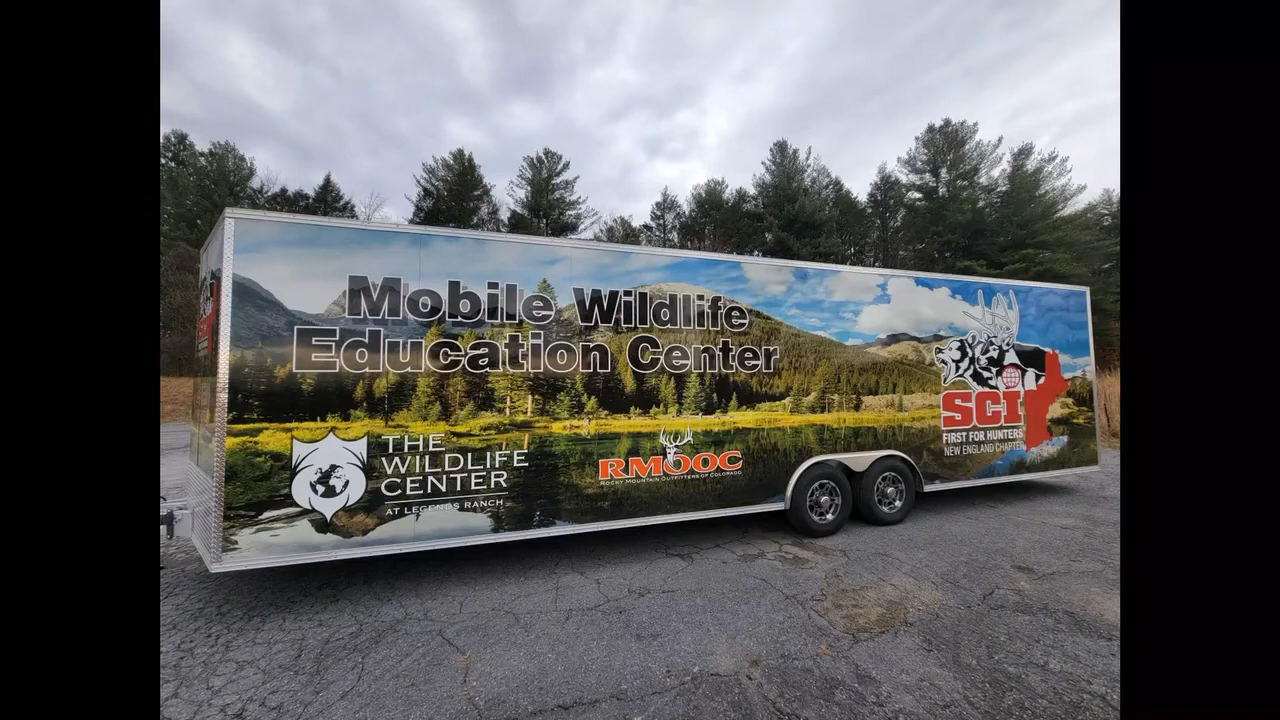 Mobile Wildlife
Education Center
THE
WILDLIFE
CENTER
AT LEGENDS RANCH
RMOOC
ROCKY MOUNTAIN OUTFITTERS OF COLORADO
SCI
FIRST FOR HUNTERS
NEW ENGLAND CHAPTER